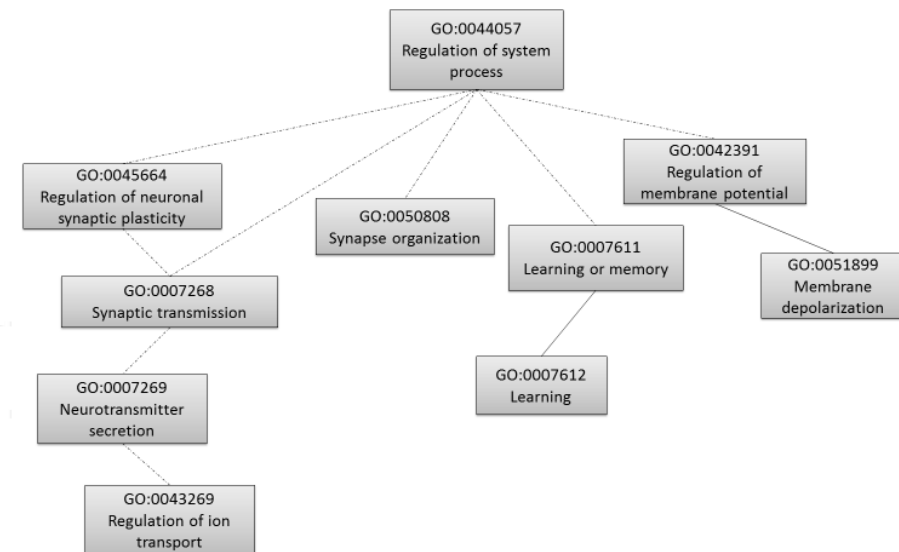 GO:0044057
Regulation of system
process
GO:0045664
Regulation of neuronal
synaptic plasticity
GO:0050808
Synapse organization
GO:0007611
Learning or memory
GO:0042391
Regulation of
membrane potential
GO:0051899
Membrane
depolarization
GO:0007268
Synaptic transmission
GO:0007612
Learning
GO:0007269
Neurotransmitter
secretion
GO:0043269
Regulation of ion
transport